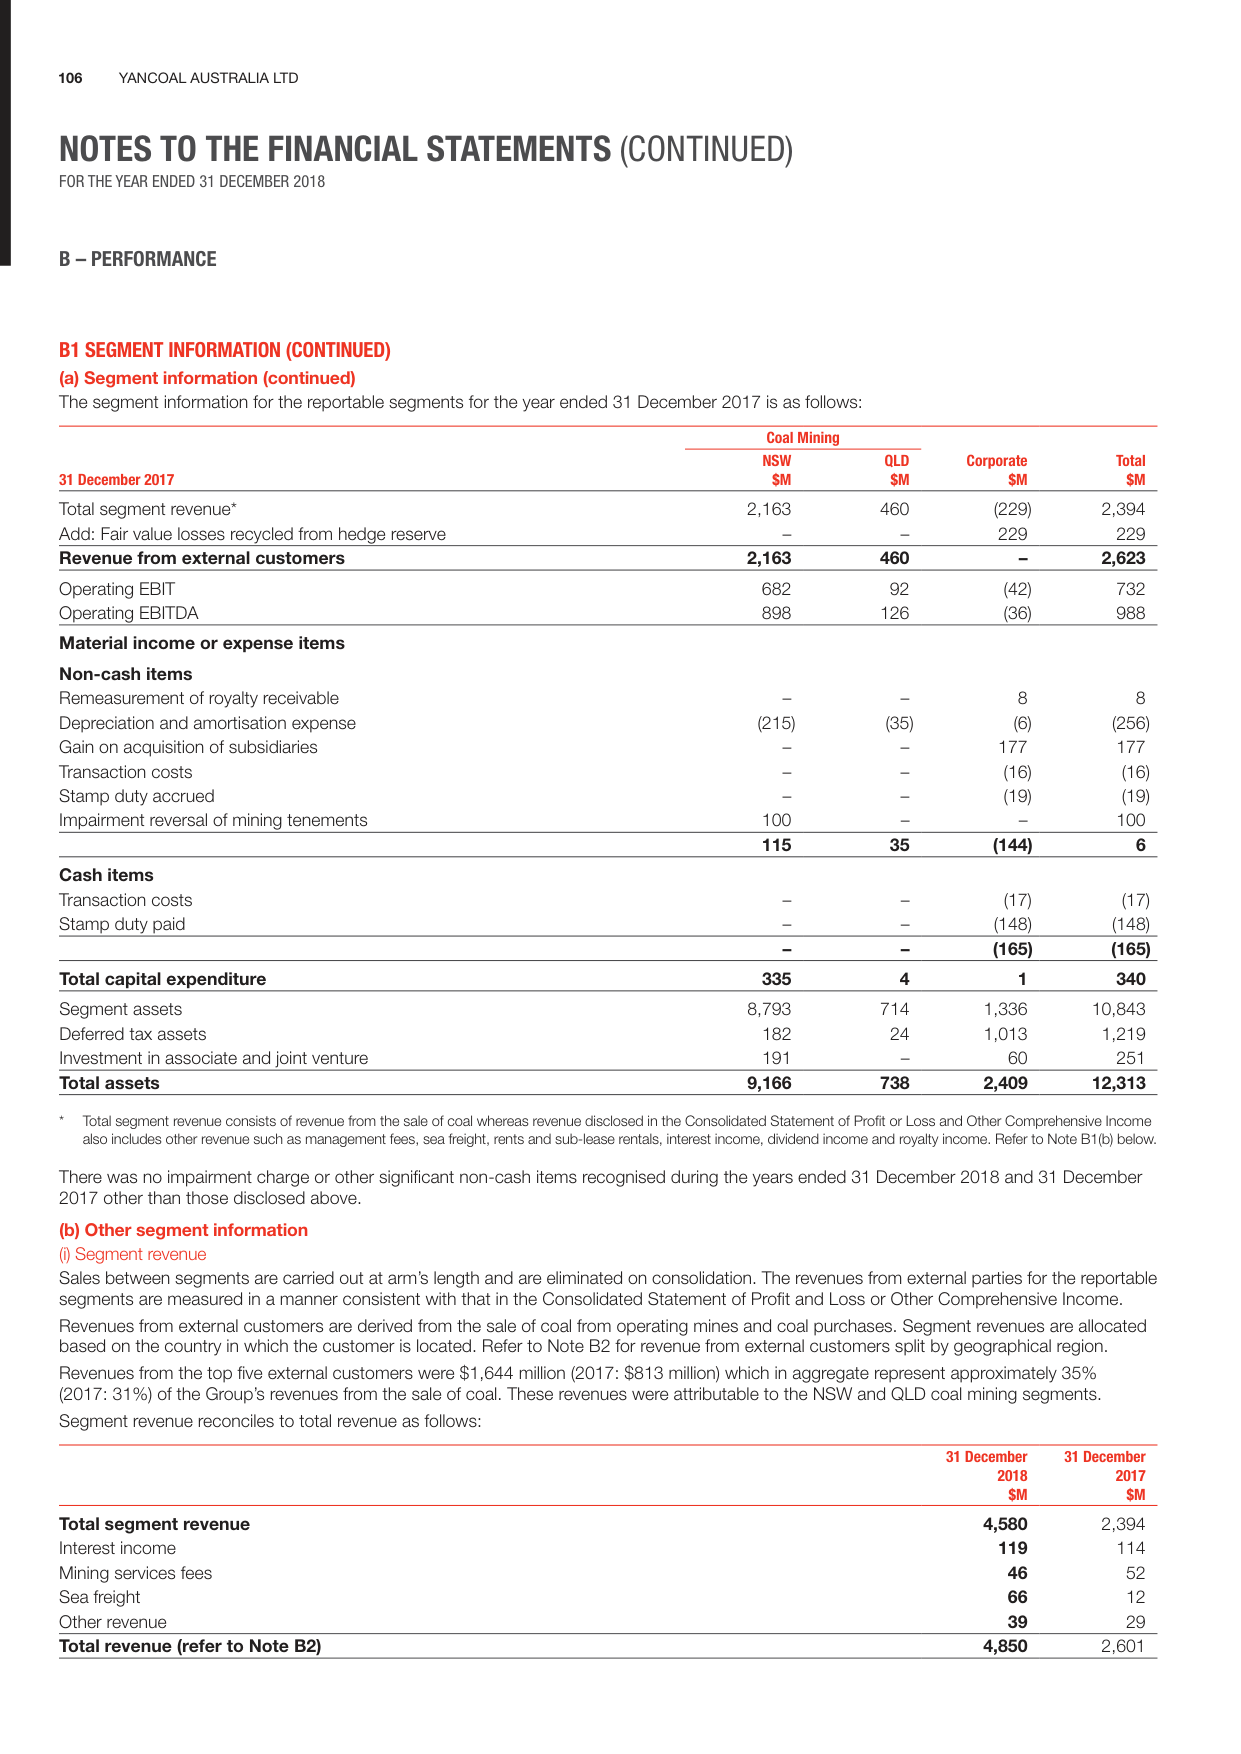 106 YANCOAL AUSTRALIA LTD
NOTES TO THE FINANCIAL STATEMENTS (CONTINUED)
FOR THE YEAR ENDED 31 DECEMBER 2018
B – PERFORMANCE
B1 SEGMENT INFORMATION (CONTINUED)
(a) Segment information (continued)
The segment information for the reportable segments for the year ended 31 December 2017 is as follows:
Coal Mining
NSW QLD Corporate Total
31 December 2017 $M $M $M $M
Total segment revenue* 2,163 460 (229) 2,394
Add: Fair value losses recycled from hedge reserve – – 229 229
Revenue from external customers 2,163 460 – 2,623
Operating EBIT 682 92 (42) 732
Operating EBITDA 898 126 (36) 988
Material income or expense items
Non-cash items
Remeasurement of royalty receivable – – 8 8
Depreciation and amortisation expense (215) (35) (6) (256)
Gain on acquisition of subsidiaries – – 177 177
Transaction costs – – (16) (16)
Stamp duty accrued – – (19) (19)
Impairment reversal of mining tenements 100 – – 100
115 35 (144) 6
Cash items
Transaction costs – – (17) (17)
Stamp duty paid – – (148) (148)
– – (165) (165)
Total capital expenditure 335 4 1 340
Segment assets 8,793 714 1,336 10,843
Deferred tax assets 182 24 1,013 1,219
Investment in associate and joint venture 191 – 60 251
Total assets 9,166 738 2,409 12,313
* Total segment revenue consists of revenue from the sale of coal whereas revenue disclosed in the Consolidated Statement of Profit or Loss and Other Comprehensive Income
also includes other revenue such as management fees, sea freight, rents and sub-lease rentals, interest income, dividend income and royalty income. Refer to Note B1(b) below.
There was no impairment charge or other significant non-cash items recognised during the years ended 31 December 2018 and 31 December
2017 other than those disclosed above.
(b) Other segment information
(i) Segment revenue
Sales between segments are carried out at arm's length and are eliminated on consolidation. The revenues from external parties for the reportable
segments are measured in a manner consistent with that in the Consolidated Statement of Profit and Loss or Other Comprehensive Income.
Revenues from external customers are derived from the sale of coal from operating mines and coal purchases. Segment revenues are allocated
based on the country in which the customer is located. Refer to Note B2 for revenue from external customers split by geographical region.
Revenues from the top five external customers were $1,644 million (2017: $813 million) which in aggregate represent approximately 35%
(2017: 31%) of the Group's revenues from the sale of coal. These revenues were attributable to the NSW and QLD coal mining segments.
Segment revenue reconciles to total revenue as follows:
31 December 31 December
2018 2017
$M $M
Total segment revenue 4,580 2,394
Interest income 119 114
Mining services fees 46 52
Sea freight 66 12
Other revenue 39 29
Total revenue (refer to Note B2) 4,850 2,601